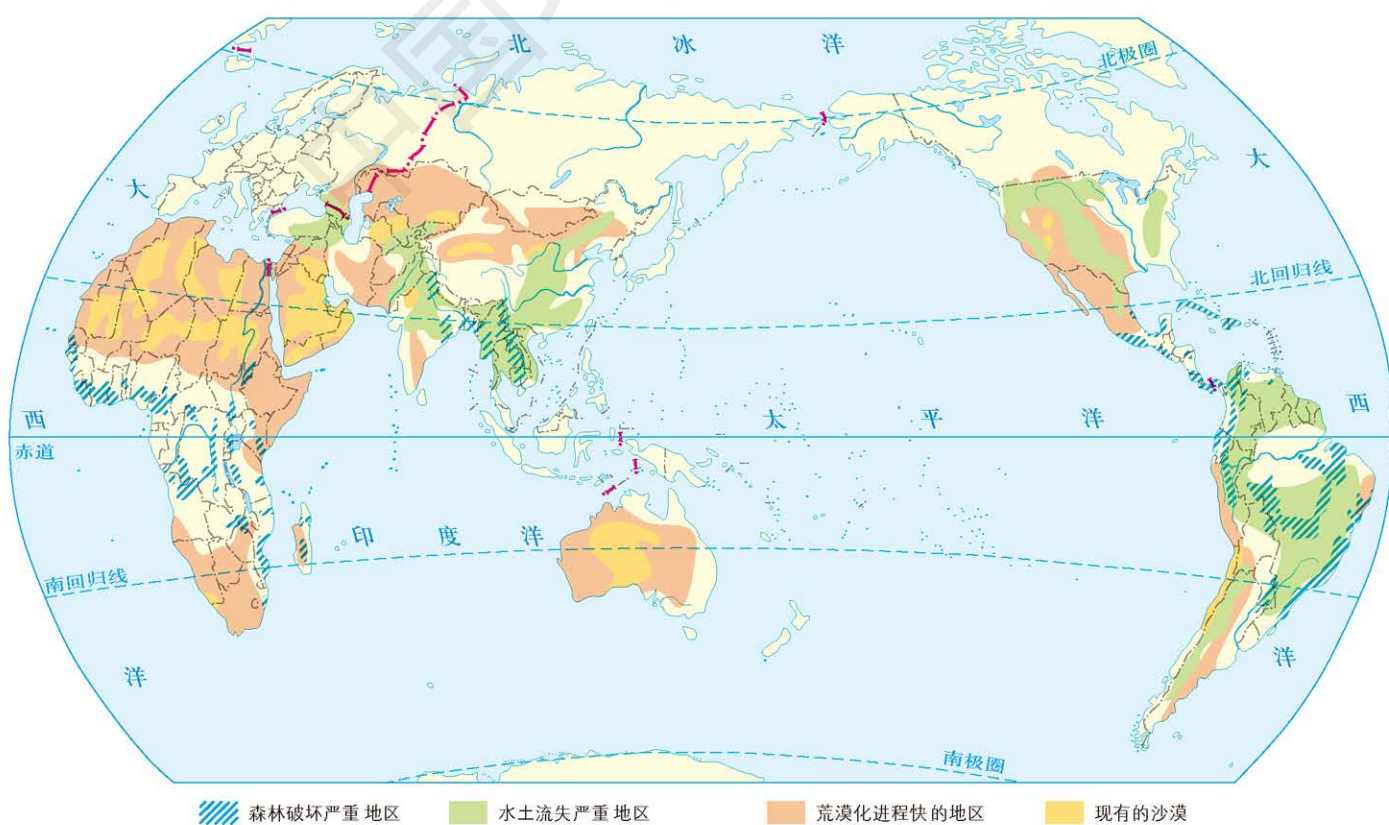 中国
北冰洋
北极圈
大
大
北回归线
西
太平洋
西
赤道
印度洋
南回归线
洋
洋
南极圈
森林破坏严重地区 水土流失严重地区 荒漠化进程快的地区 现有的沙漠